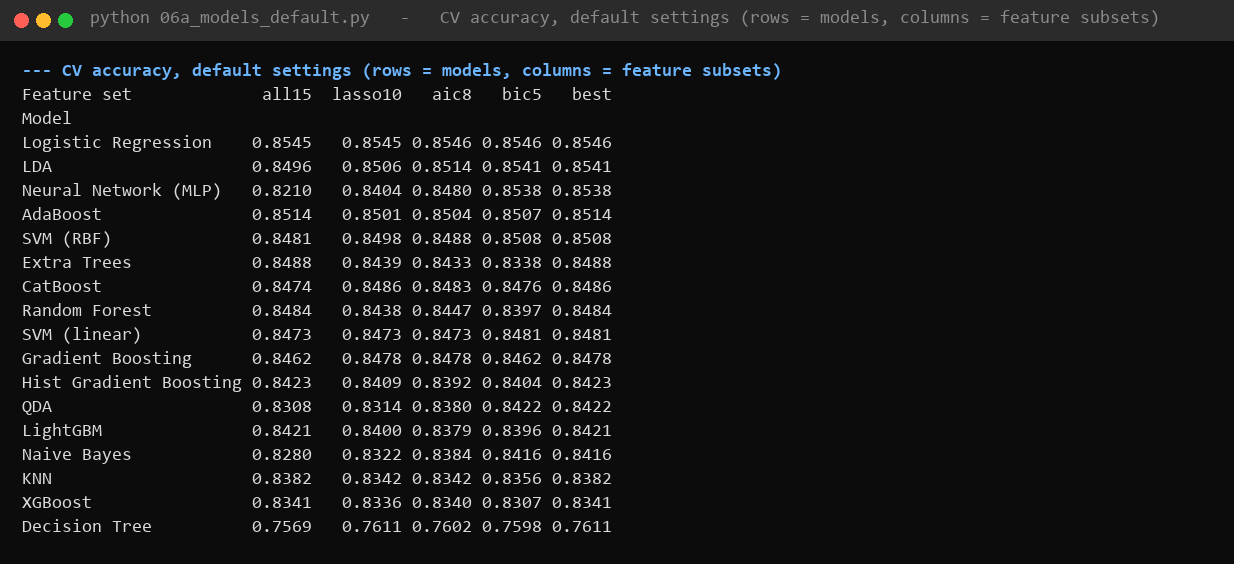 python 06a_models_default.py   -   CV accuracy, default settings (rows = models, columns = feature subsets)
--- CV accuracy, default settings (rows = models, columns = feature subsets)
Feature set             all15  lasso10   aic8   bic5   best
Model
Logistic Regression    0.8545   0.8545 0.8546 0.8546 0.8546
LDA                    0.8496   0.8506 0.8514 0.8541 0.8541
Neural Network (MLP)   0.8210   0.8404 0.8480 0.8538 0.8538
AdaBoost               0.8514   0.8501 0.8504 0.8507 0.8514
SVM (RBF)              0.8481   0.8498 0.8488 0.8508 0.8508
Extra Trees            0.8488   0.8439 0.8433 0.8338 0.8488
CatBoost               0.8474   0.8486 0.8483 0.8476 0.8486
Random Forest          0.8484   0.8438 0.8447 0.8397 0.8484
SVM (linear)           0.8473   0.8473 0.8473 0.8481 0.8481
Gradient Boosting      0.8462   0.8478 0.8478 0.8462 0.8478
Hist Gradient Boosting 0.8423   0.8409 0.8392 0.8404 0.8423
QDA                    0.8308   0.8314 0.8380 0.8422 0.8422
LightGBM               0.8421   0.8400 0.8379 0.8396 0.8421
Naive Bayes            0.8280   0.8322 0.8384 0.8416 0.8416
KNN                    0.8382   0.8342 0.8342 0.8356 0.8382
XGBoost                0.8341   0.8336 0.8340 0.8307 0.8341
Decision Tree          0.7569   0.7611 0.7602 0.7598 0.7611